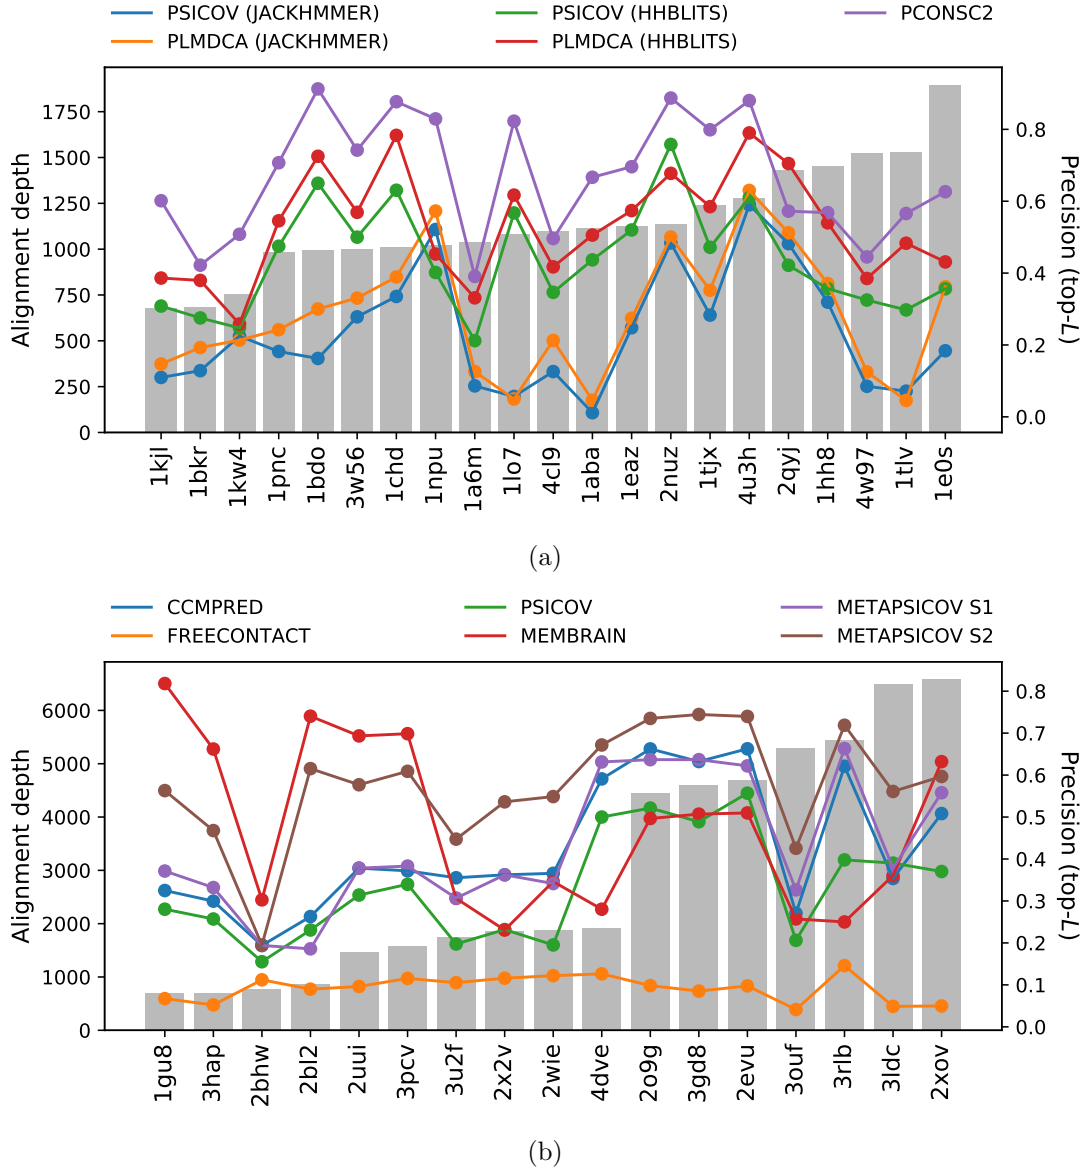 PSICOV (JACKHMMER) PSICOV (HHBLITS) PCONSC2
PLMDCA (JACKHMMER) PLMDCA (HHBLITS)
Alignment depth
1750
1500
1250
1000
750
500
250
0
0.8
0.6
0.4
0.2
0.0
Precision (top-L)
1kjl 1bkr 1kw4 1pnc 1bdo 3w56 1chd 1npu 1a6m 1lo7 4cl9 1aba 1eaz 2nuz 1tjx 4u3h 2qyj 1hh8 4w97 1tlv 1e0s
(a)
CCMPRED PSICOV METAPSICOV S1
FREECONTACT MEMBRAIN METAPSICOV S2
Alignment depth
6000
5000
4000
3000
2000
1000
0
0.8
0.7
0.6
0.5
0.4
0.3
0.2
0.1
0.0
Precision (top-L)
1gu8 3hap 2bhw 2bl2 2uui 3pcv 3u2f 2x2v 2wie 4dve 2o9g 3gd8 2evu 3ouf 3rlb 3ldc 2xov
(b)